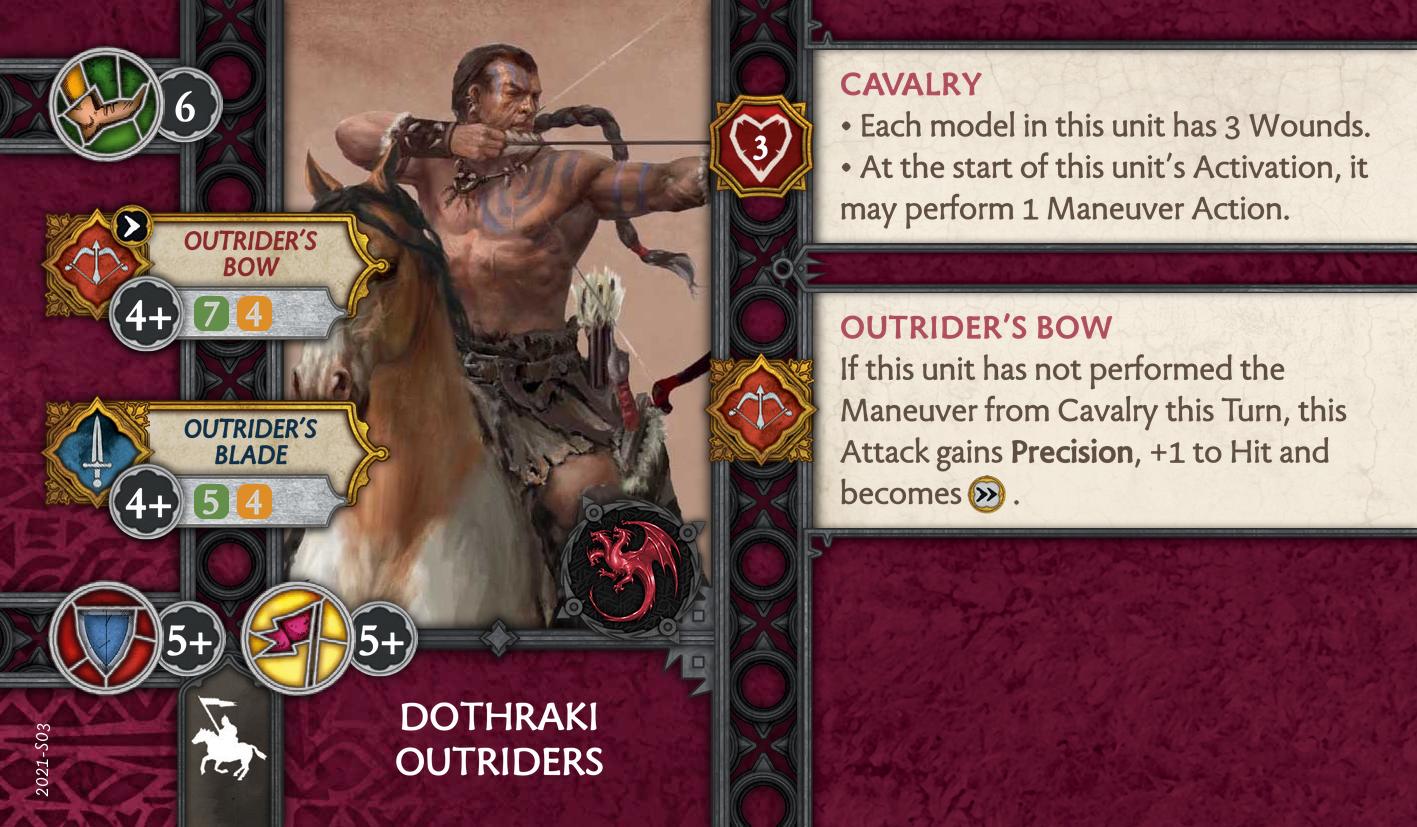 6
OUTRIDER'S
BOW
4+ 7 4
OUTRIDER'S
BLADE
4+ 5 4
5+ 5+
DOTHRAKI
OUTRIDERS
2021-S03
3
CAVALRY
• Each model in this unit has 3 Wounds.
• At the start of this unit's Activation, it
may perform 1 Maneuver Action.
OUTRIDER'S BOW
If this unit has not performed the
Maneuver from Cavalry this Turn, this
Attack gains Precision, +1 to Hit and
becomes .